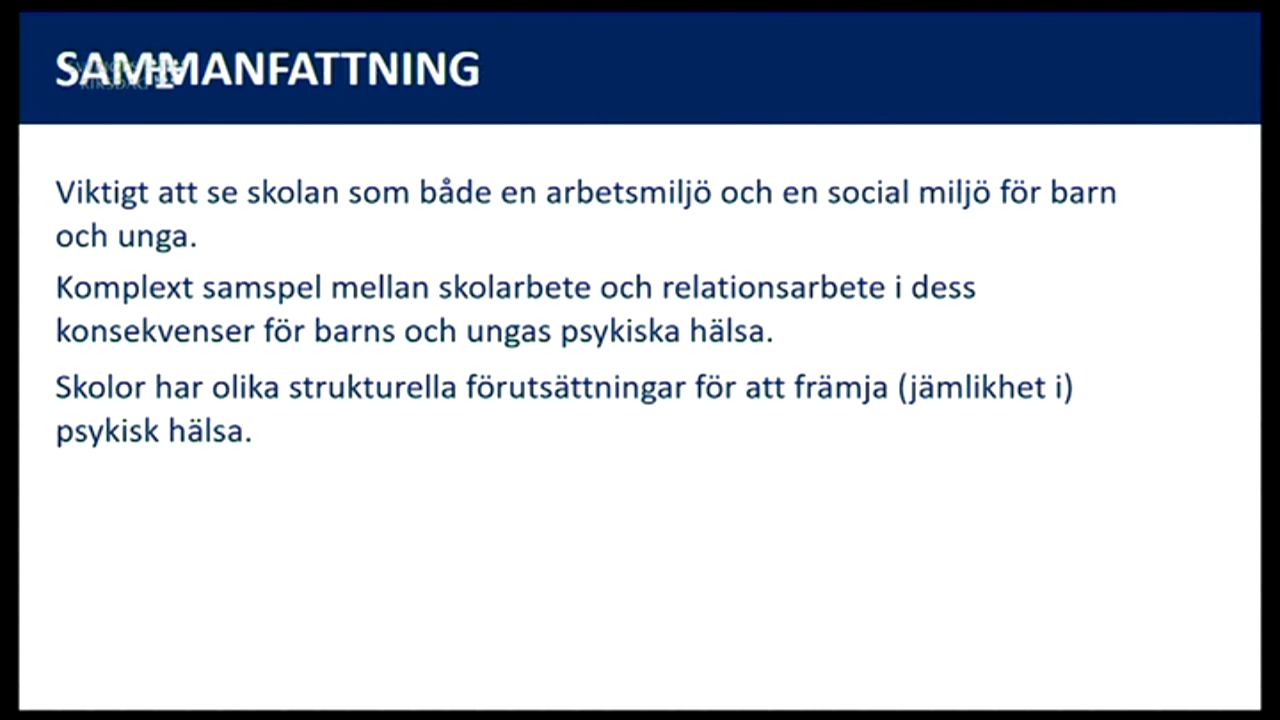 SAMMANFATTNING
Viktigt att se skolan som både en arbetsmiljö och en social miljö för barn
och unga.
Komplext samspel mellan skolarbete och relationsarbete i dess
konsekvenser för barns och ungas psykiska hälsa.
Skolor har olika strukturella förutsättningar för att främja (jämlikhet i)
psykisk hälsa.